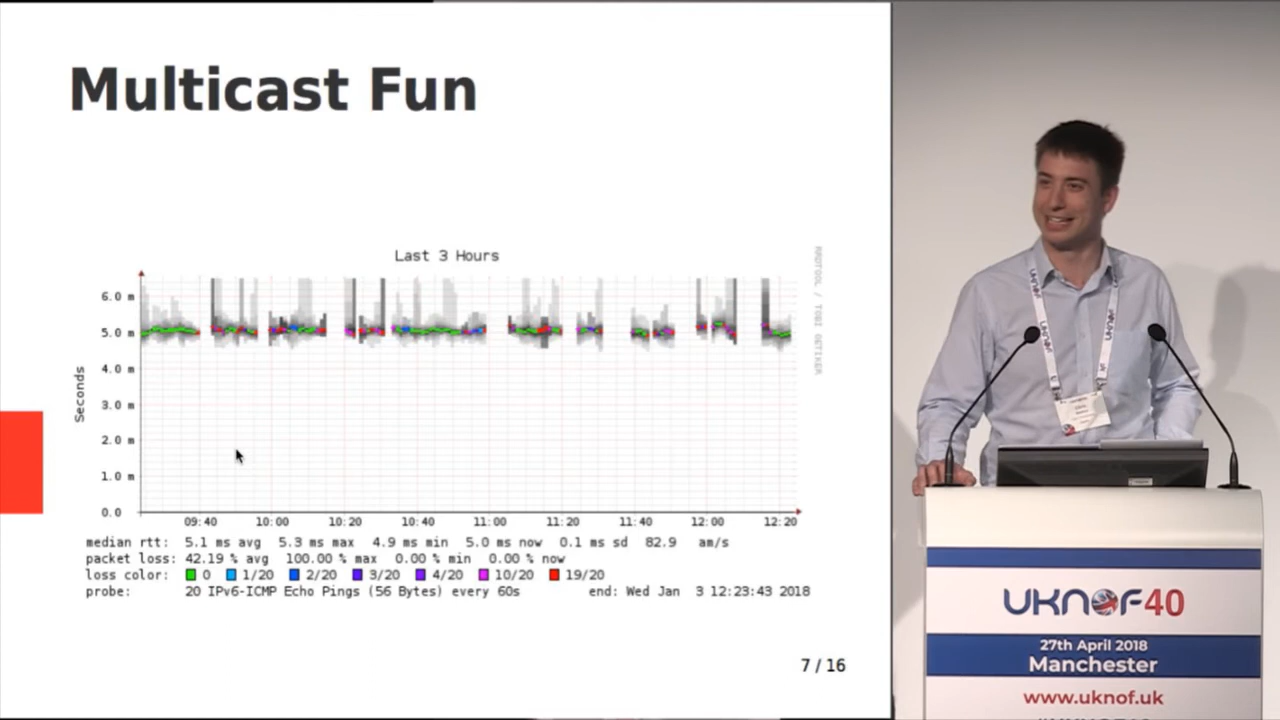 Multicast Fun
Last 3 Hours
RRDTOOL / TOBI OETIKER
Seconds
6.0 m
5.0 m
4.0 m
3.0 m
2.0 m
1.0 m
0.0
09:40 10:00 10:20 10:40 11:00 11:20 11:40 12:00 12:20
median rtt: 5.1 ms avg 5.3 ms max 4.9 ms min 5.0 ms now 0.1 ms sd 82.9 am/s
packet loss: 42.19 % avg 100.00 % max 0.00 % min 0.00 % now
loss color: 0 1/20 2/20 3/20 4/20 10/20 19/20
probe: 20 IPv6-ICMP Echo Pings (56 Bytes) every 60s end: Wed Jan 3 12:23:43 2018
7 / 16
UKNOF
UKNOF
UKNOF40
27th April 2018
Manchester
www.uknof.uk